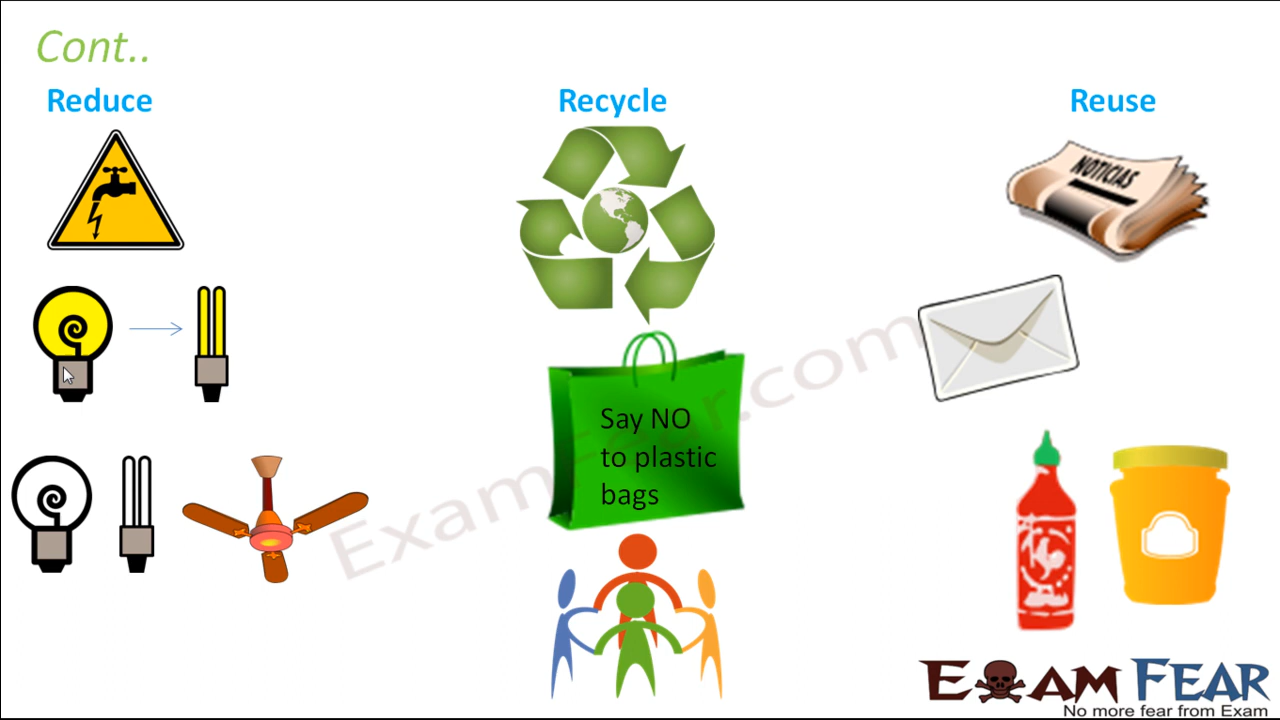 Cont..
Reduce
Recycle
Reuse
NOTICIAS
Say NO
to plastic
bags
ExamFear.com
EXAM FEAR
No more fear from Exam